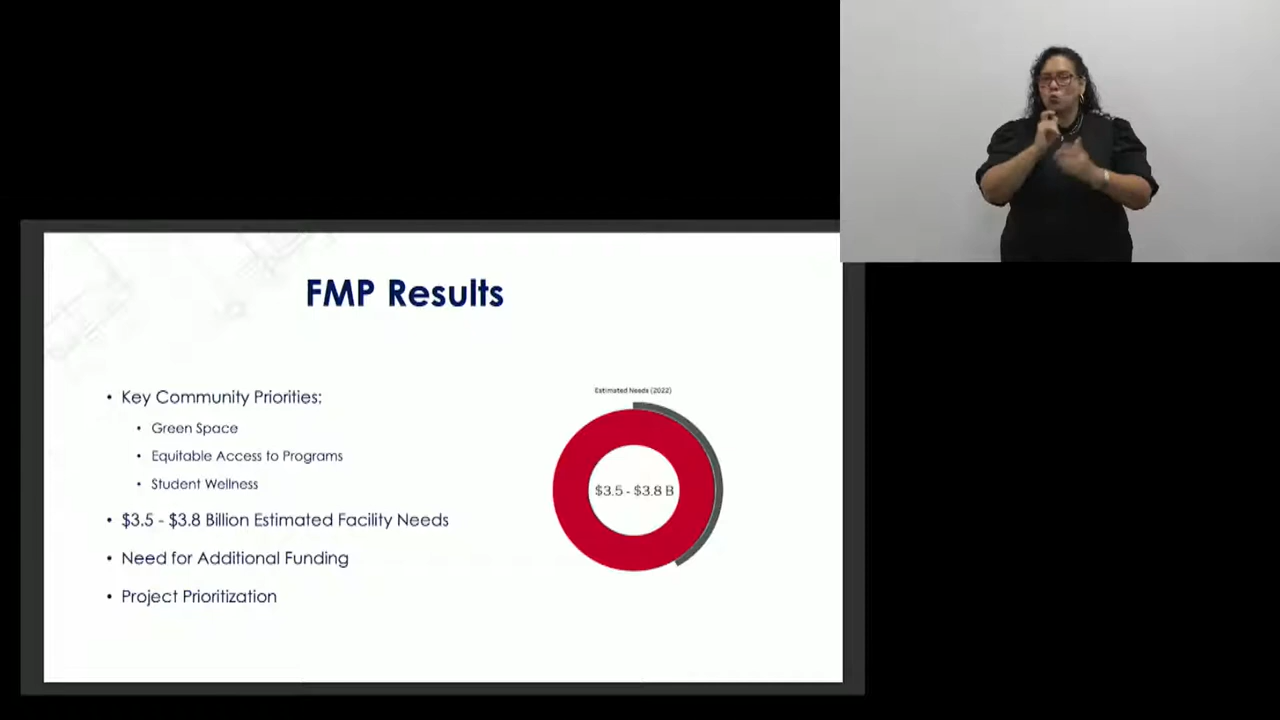 FMP Results
• Key Community Priorities:
• Green Space
• Equitable Access to Programs
• Student Wellness
• $3.5 - $3.8 Billion Estimated Facility Needs
• Need for Additional Funding
• Project Prioritization
Estimated Needs (2022)
$3.5 - $3.8 B